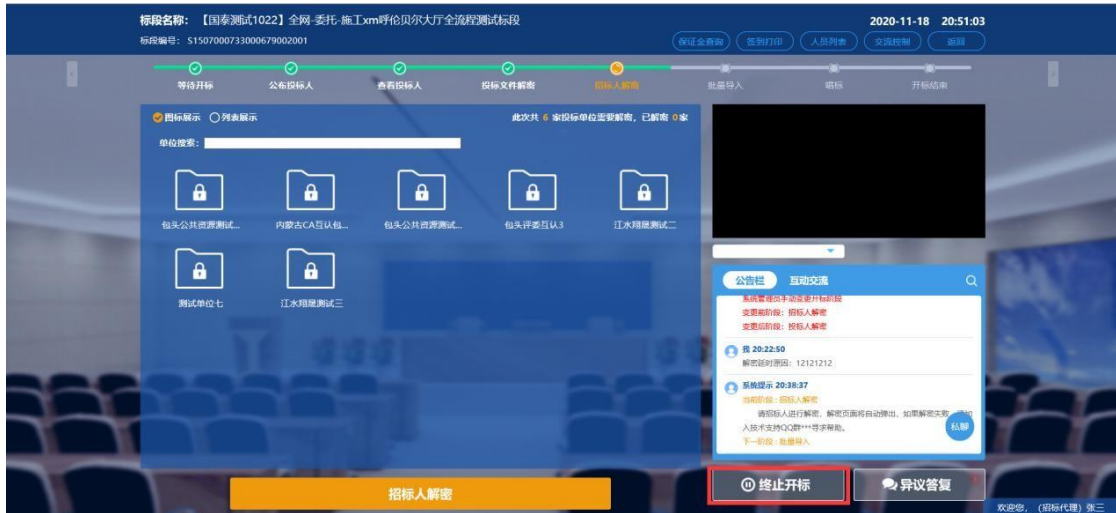 标段名称：【国泰测试1022】全网-委托-施工xm呼伦贝尔大厅全流程测试标段
2020-11-18 20:51:03
标段编号：S1507000733000679002001
保证金查询 签到打印 人员列表 交流控制 返回
等待开标 公布投标人 查看投标人 投标文件解密 招标人解密 批量导入 唱标 开标结束
图标展示 列表展示 此次共 6 家投标单位需要解密，已解密 0家
单位搜索：
包头公共资源测试... 内蒙古CA互认包... 包头公共资源测试... 包头评委互认3 江水翔晟测试二
测试单位七 江水翔晟测试三
公告栏 互动交流
系统管理员手动变更开标阶段
变更前阶段：招标人解密
变更后阶段：投标人解密
我 20:22:50
解密延时原因：12121212
系统提示 20:38:37
当前阶段：招标人解密
请招标人进行解密，解密页面将自动弹出，如果解密失败，
入技术支持QQ群***寻求帮助。
下一阶段：批量导入
私聊
招标人解密
终止开标 异议答复
欢迎您，（招标代理）张三